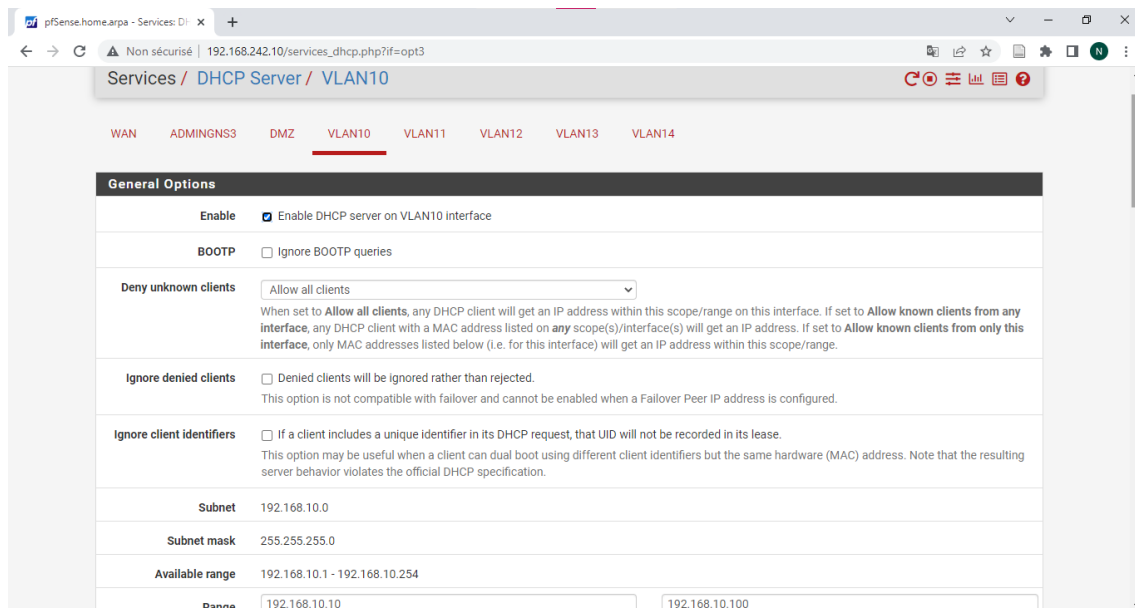 pfSense.home.arpa - Services: DH
Non sécurisé | 192.168.242.10/services_dhcp.php?if=opt3
N
Services / DHCP Server / VLAN10
WAN ADMINGNS3 DMZ VLAN10 VLAN11 VLAN12 VLAN13 VLAN14
General Options
Enable Enable DHCP server on VLAN10 interface
BOOTP Ignore BOOTP queries
Deny unknown clients Allow all clients
When set to Allow all clients, any DHCP client will get an IP address within this scope/range on this interface. If set to Allow known clients from any
interface, any DHCP client with a MAC address listed on any scope(s)/interface(s) will get an IP address. If set to Allow known clients from only this
interface, only MAC addresses listed below (i.e. for this interface) will get an IP address within this scope/range.
Ignore denied clients Denied clients will be ignored rather than rejected.
This option is not compatible with failover and cannot be enabled when a Failover Peer IP address is configured.
Ignore client identifiers If a client includes a unique identifier in its DHCP request, that UID will not be recorded in its lease.
This option may be useful when a client can dual boot using different client identifiers but the same hardware (MAC) address. Note that the resulting
server behavior violates the official DHCP specification.
Subnet 192.168.10.0
Subnet mask 255.255.255.0
Available range 192.168.10.1 - 192.168.10.254
Range 192.168.10.10 192.168.10.100